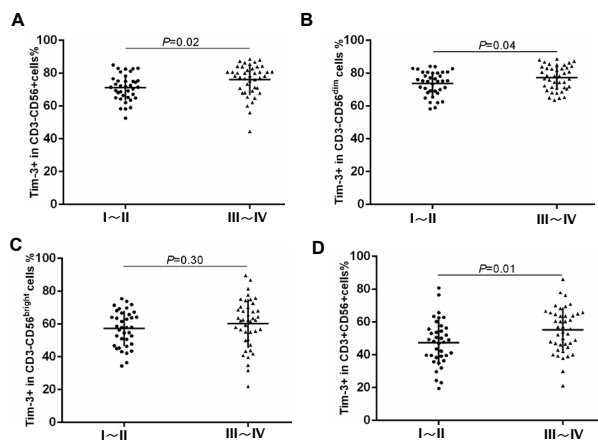 A
P=0.02
Tim-3+ in CD3-CD56+cells%
100
80
60
40
20
0
I~II
III~IV
B
P=0.04
Tim-3+ in CD3-CD56dim cells %
100
80
60
40
20
0
I~II
III~IV
C
P=0.30
Tim-3+ in CD3-CD56bright cells %
100
80
60
40
20
0
I~II
III~IV
D
P=0.01
Tim-3+ in CD3+CD56+cells%
100
80
60
40
20
0
I~II
III~IV